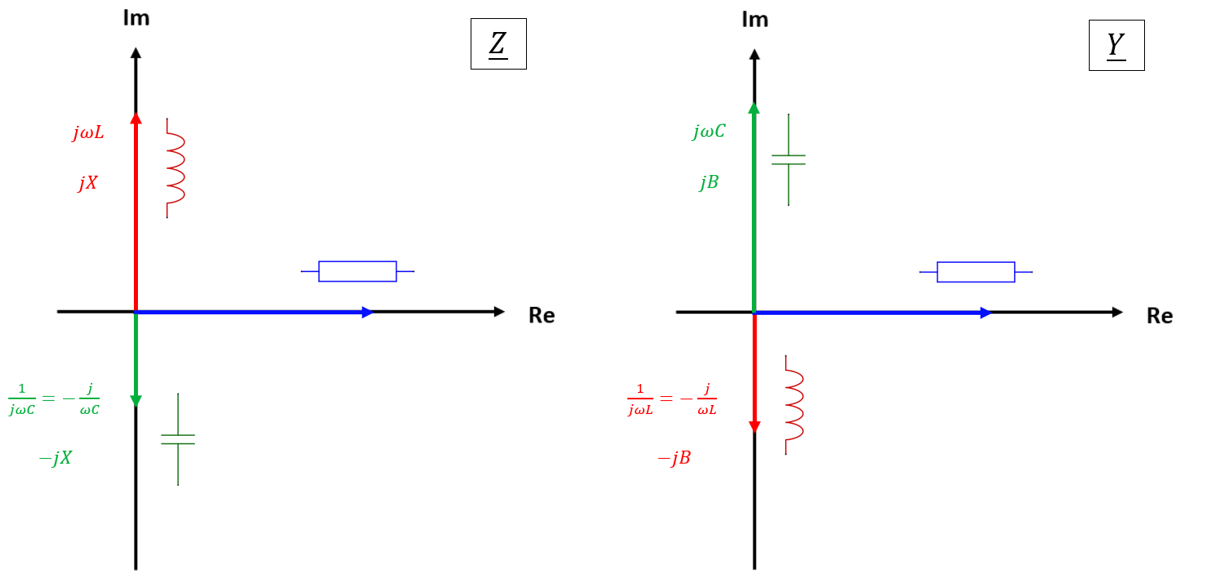 Im
Z
jωL
jX
Re
1/jωC = − j/ωC
−jX
Im
Y
jωC
jB
Re
1/jωL = − j/ωL
−jB